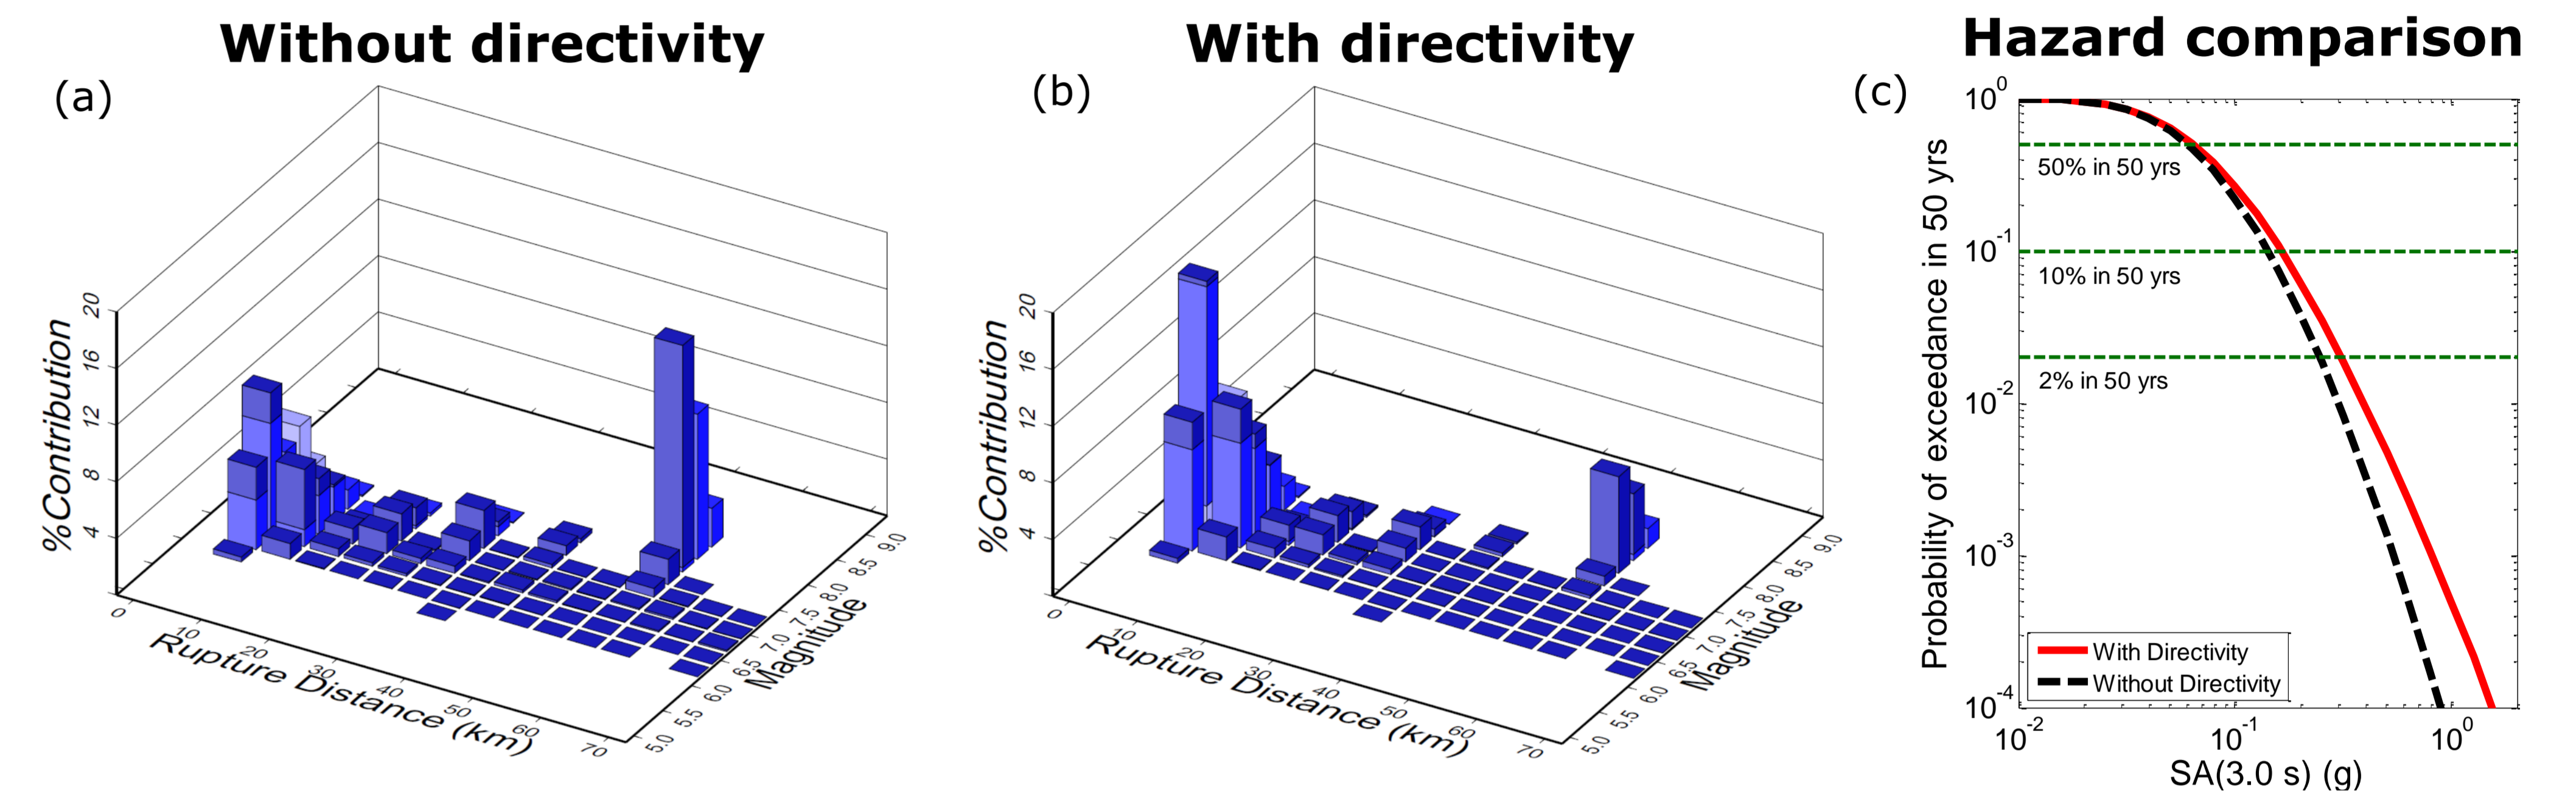 Without directivity
(a)
20
16
12
8
4
%Contribution
0
10
20
30
40
50
60
70
Rupture Distance (km)
5.0
5.5
6.0
6.5
7.0
7.5
8.0
8.5
9.0
Magnitude
With directivity
(b)
20
16
12
8
4
%Contribution
0
10
20
30
40
50
60
70
Rupture Distance (km)
5.0
5.5
6.0
6.5
7.0
7.5
8.0
8.5
9.0
Magnitude
Hazard comparison
(c)
Probability of exceedance in 50 yrs
10^0
10^-1
10^-2
10^-3
10^-4
50% in 50 yrs
10% in 50 yrs
2% in 50 yrs
With Directivity
Without Directivity
10^-2
10^-1
10^0
SA(3.0 s) (g)